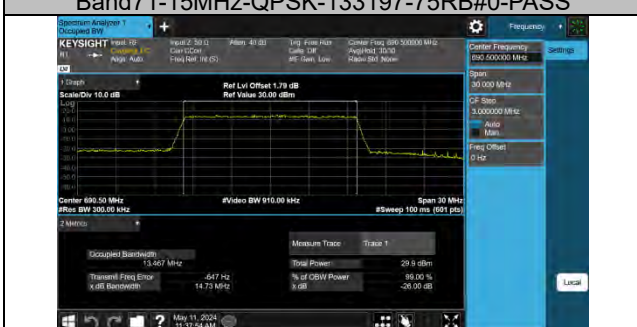 Band71-15MHz-QPSK-133197-75RB#0-PASS
Spectrum Analyzer 1
Occupied BW
Frequency
KEYSIGHT Input: RF
Input Z: 50 Ω
Atten: 40 dB
Trig: Free Run
Center Freq: 690.500000 MHz
Align: Auto
Freq Ref: Int (S)
Gate: Off
Radio Std: None
Center Frequency
690.500000 MHz
Settings
Span
30.000 MHz
CF Step
3.000000 MHz
Auto
Man
Freq Offset
0 Hz
1 Graph
Scale/Div 10.0 dB
Ref Lvl Offset 1.79 dB
Ref Value 30.00 dBm
Log
Center 690.50 MHz
#Video BW 910.00 kHz
Span 30 MHz
#Res BW 300.00 kHz
#Sweep 100 ms (601 pts)
2 Metrics
Measure Trace
Trace 1
Occupied Bandwidth
13.467 MHz
Total Power
29.9 dBm
Transmit Freq Error
-647 Hz
% of OBW Power
99.00 %
x dB Bandwidth
14.73 MHz
x dB
-26.00 dB
Local
May 11, 2024
11:37:54 AM